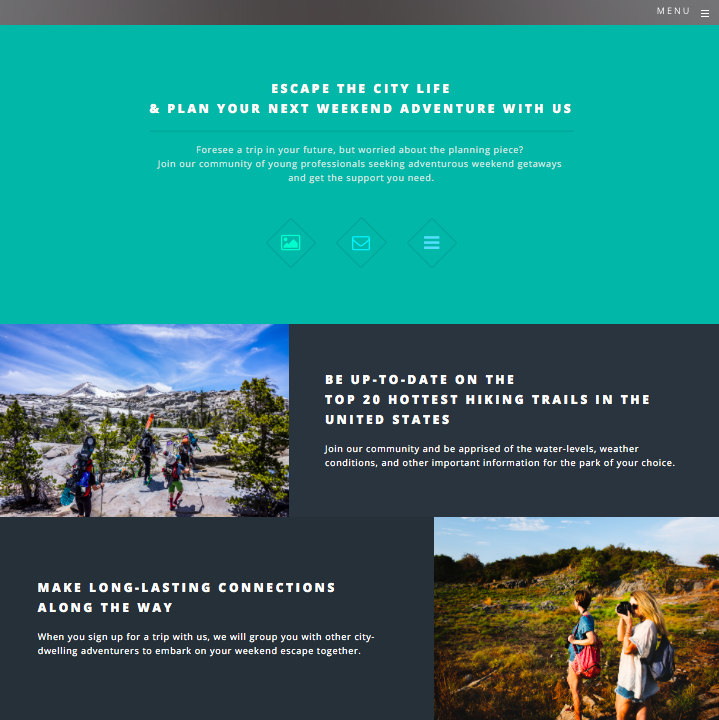 MENU
ESCAPE THE CITY LIFE
& PLAN YOUR NEXT WEEKEND ADVENTURE WITH US
Foresee a trip in your future, but worried about the planning piece?
Join our community of young professionals seeking adventurous weekend getaways
and get the support you need.
BE UP-TO-DATE ON THE
TOP 20 HOTTEST HIKING TRAILS IN THE
UNITED STATES
Join our community and be apprised of the water-levels, weather
conditions, and other important information for the park of your choice.
MAKE LONG-LASTING CONNECTIONS
ALONG THE WAY
When you sign up for a trip with us, we will group you with other city-
dwelling adventurers to embark on your weekend escape together.